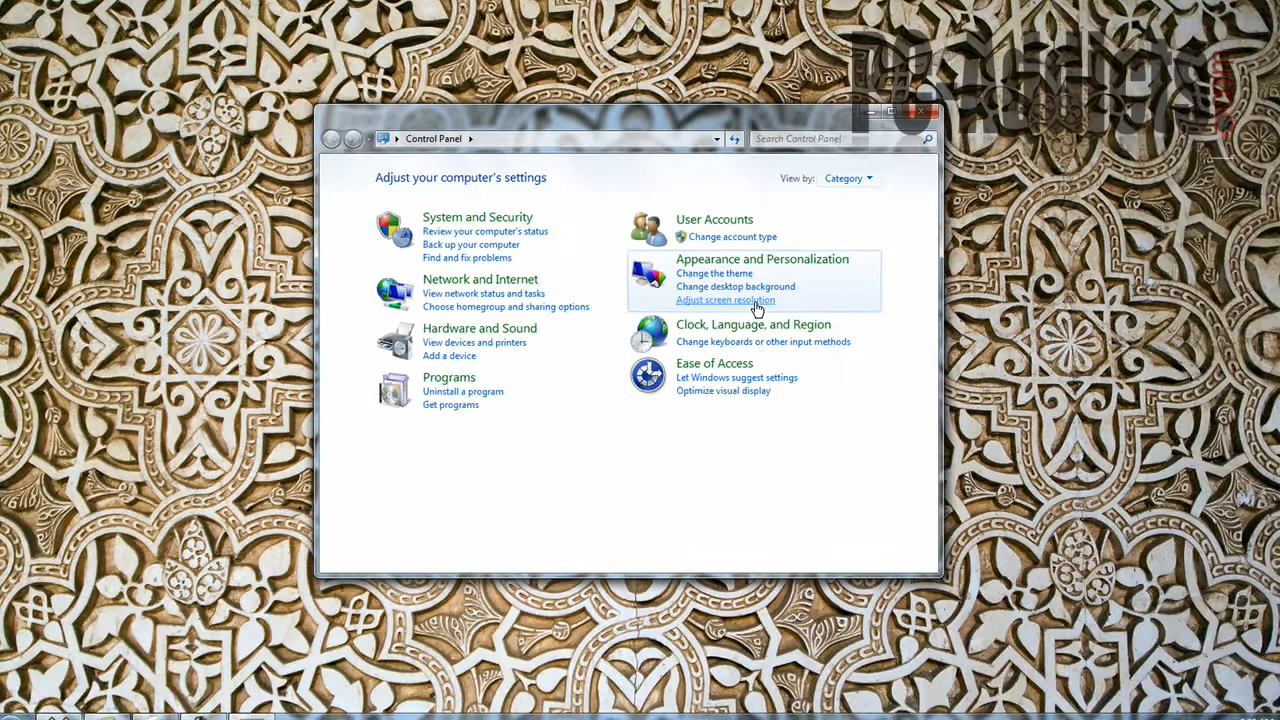 Control Panel
Search Control Panel
Adjust your computer's settings
View by: Category
System and Security
Review your computer's status
Back up your computer
Find and fix problems
Network and Internet
View network status and tasks
Choose homegroup and sharing options
Hardware and Sound
View devices and printers
Add a device
Programs
Uninstall a program
Get programs
User Accounts
Change account type
Appearance and Personalization
Change the theme
Change desktop background
Adjust screen resolution
Clock, Language, and Region
Change keyboards or other input methods
Ease of Access
Let Windows suggest settings
Optimize visual display